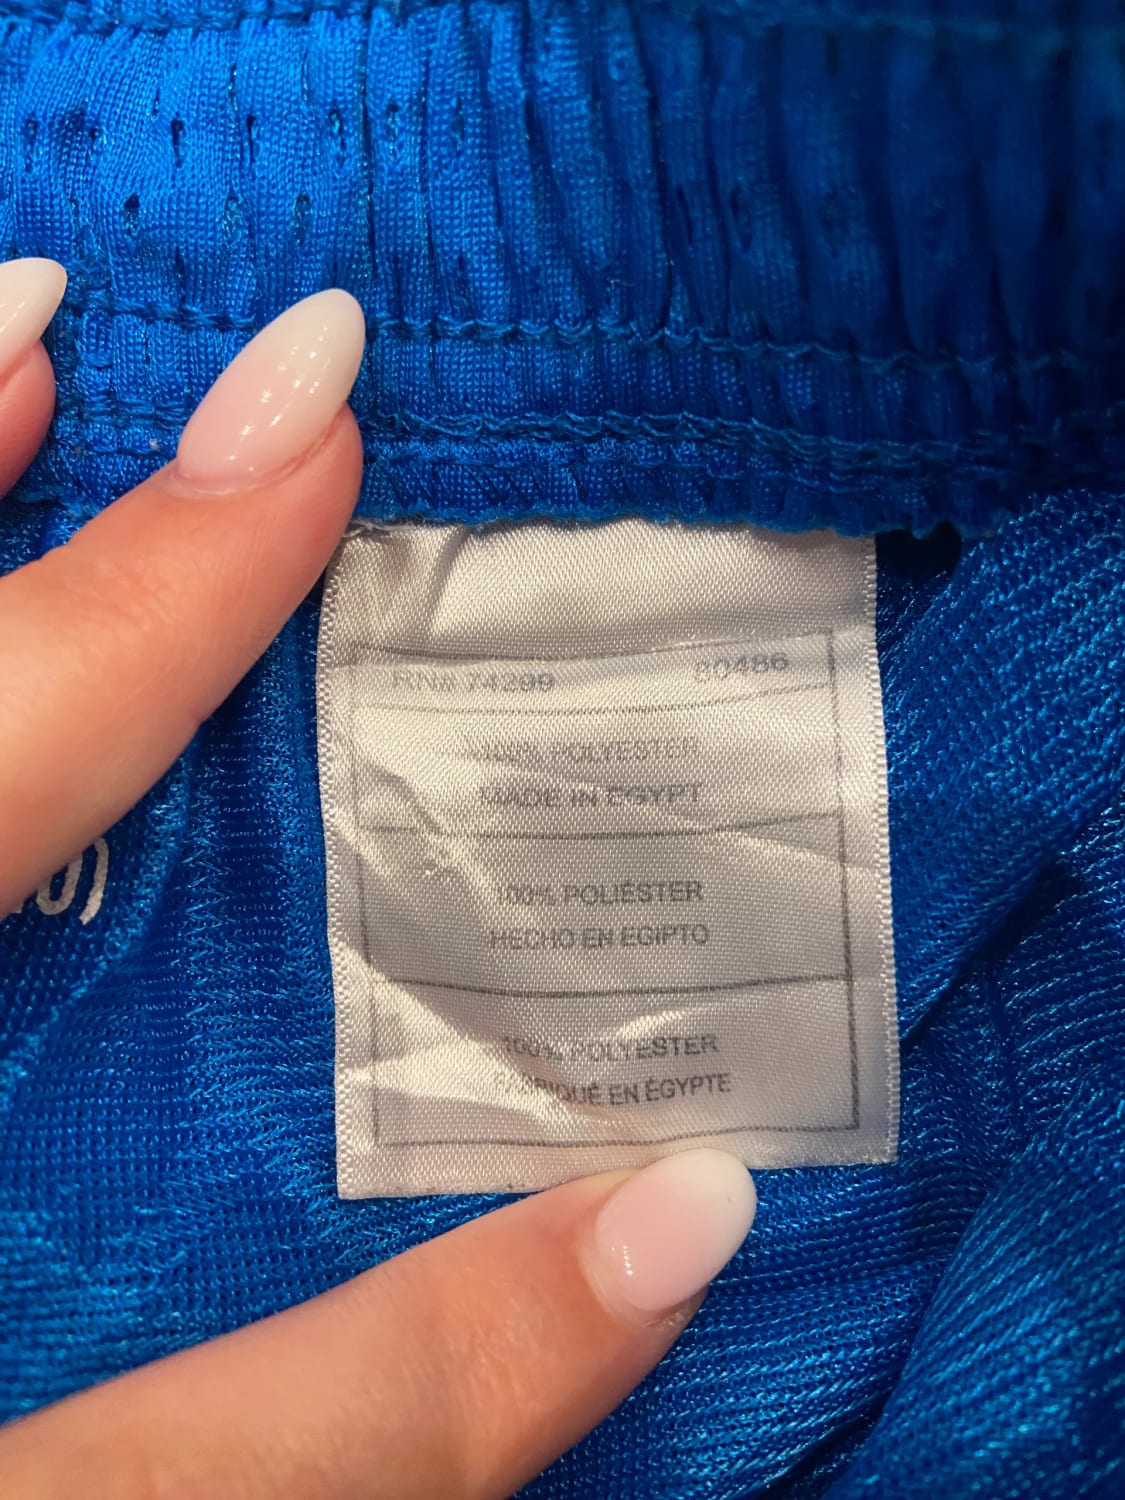 RN# 74299 80486
100% POLYESTER
MADE IN EGYPT
100% POLIÉSTER
HECHO EN EGIPTO
100% POLYESTER
FABRIQUÉ EN ÉGYPTE